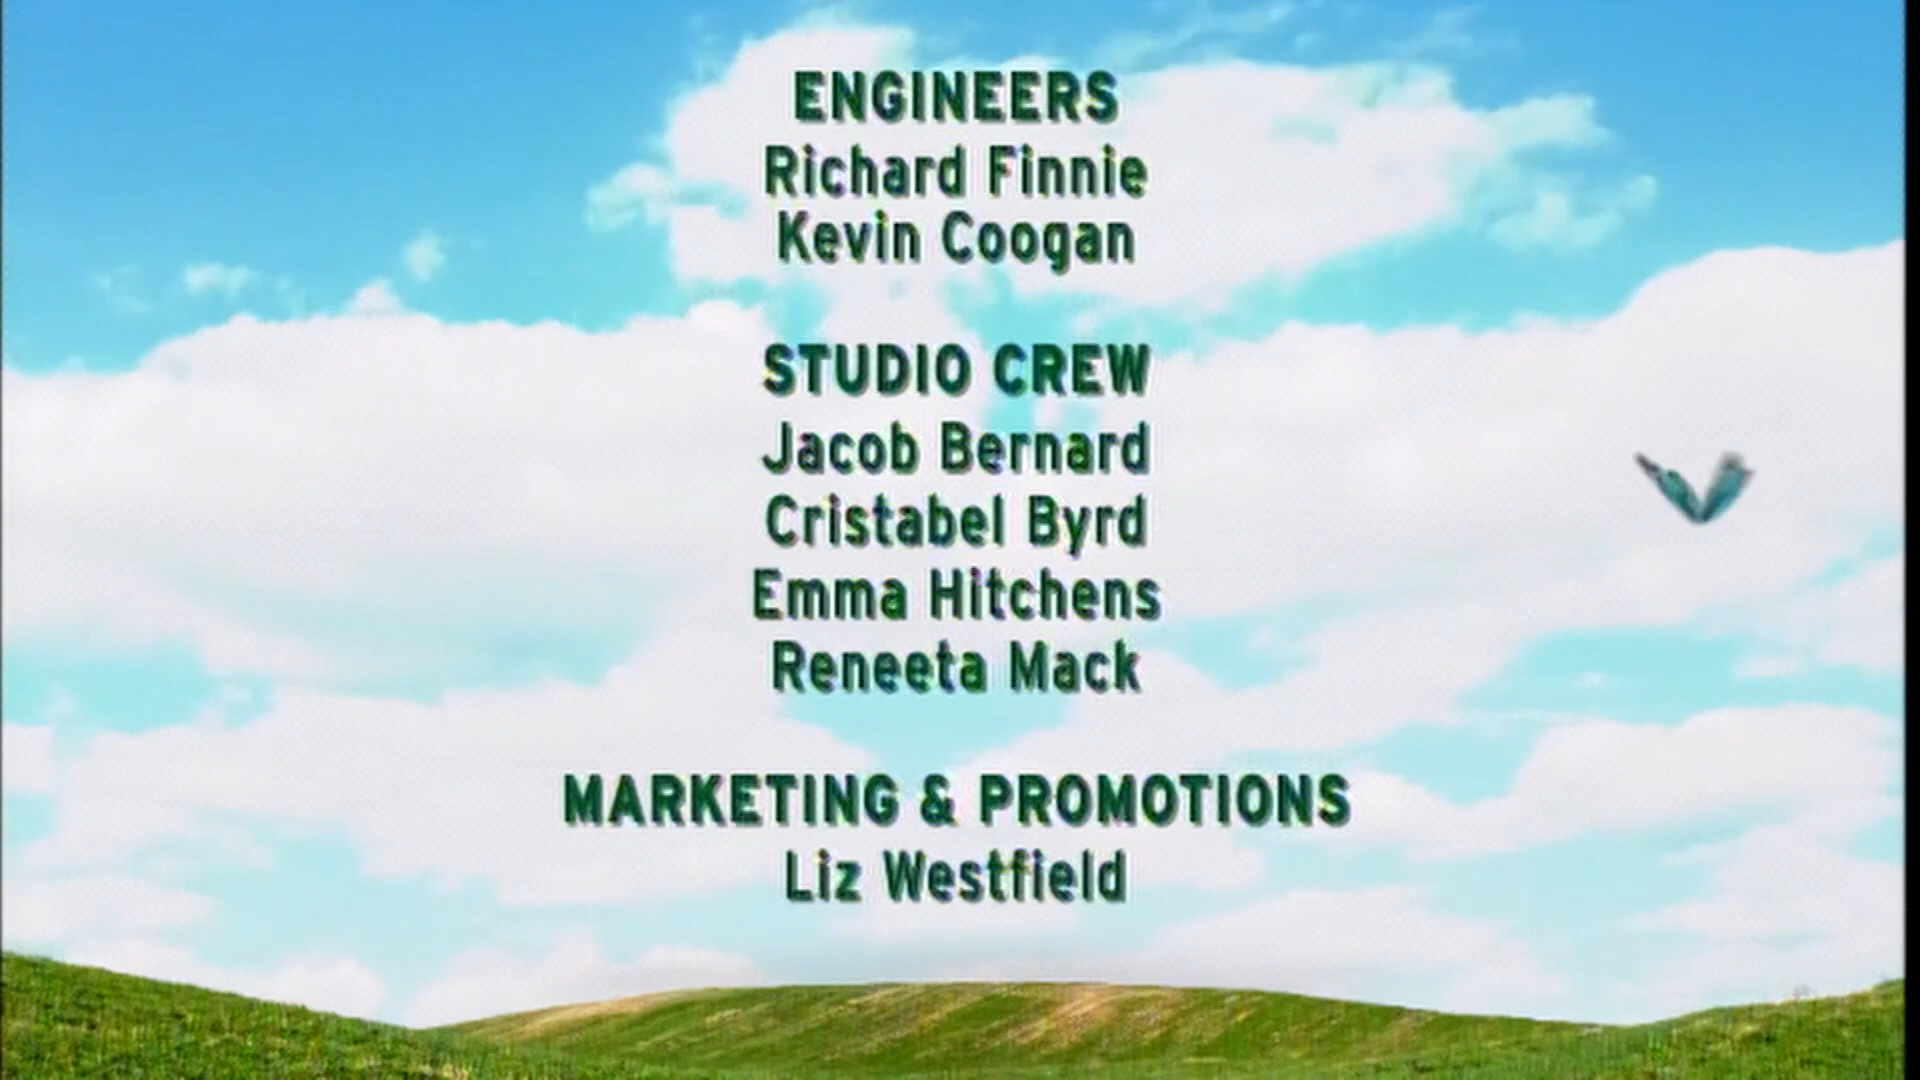 ENGINEERS
Richard Finnie
Kevin Coogan
STUDIO CREW
Jacob Bernard
Cristabel Byrd
Emma Hitchens
Reneeta Mack
MARKETING & PROMOTIONS
Liz Westfield